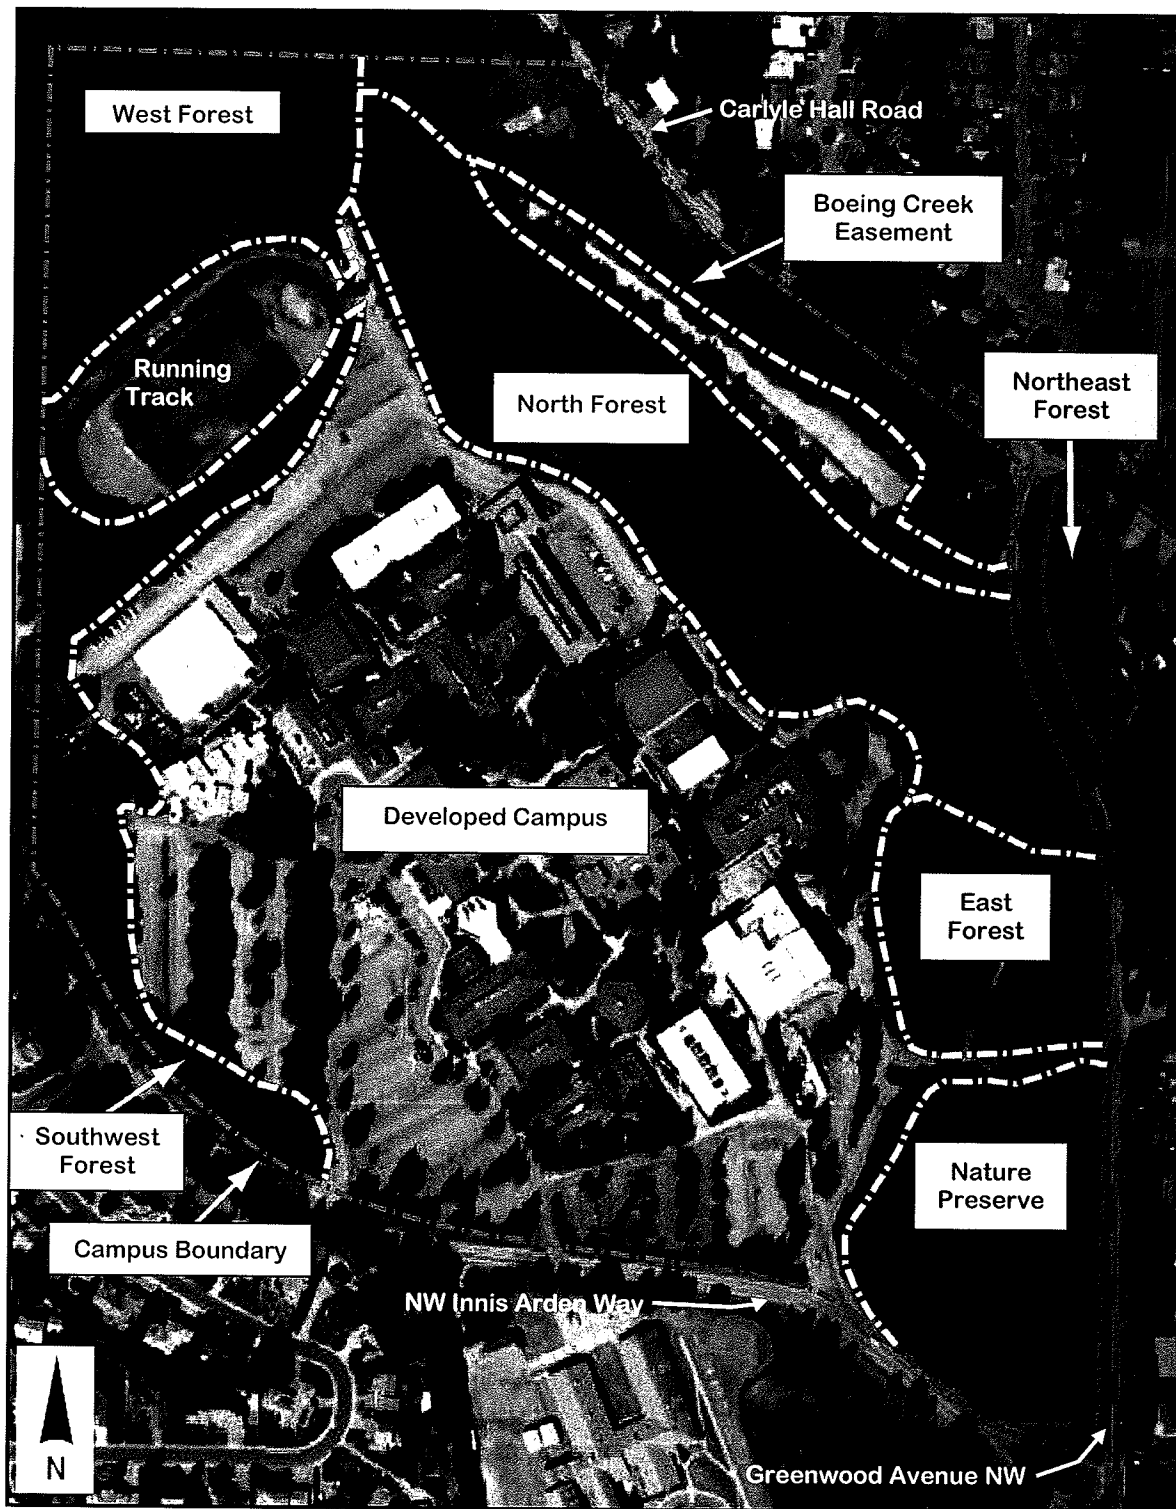 West Forest
Carlyle Hall Road
Boeing Creek
Easement
Running
Track
North Forest
Northeast
Forest
Developed Campus
East
Forest
Southwest
Forest
Nature
Preserve
Campus Boundary
NW Innis Arden Way
N
Greenwood Avenue NW